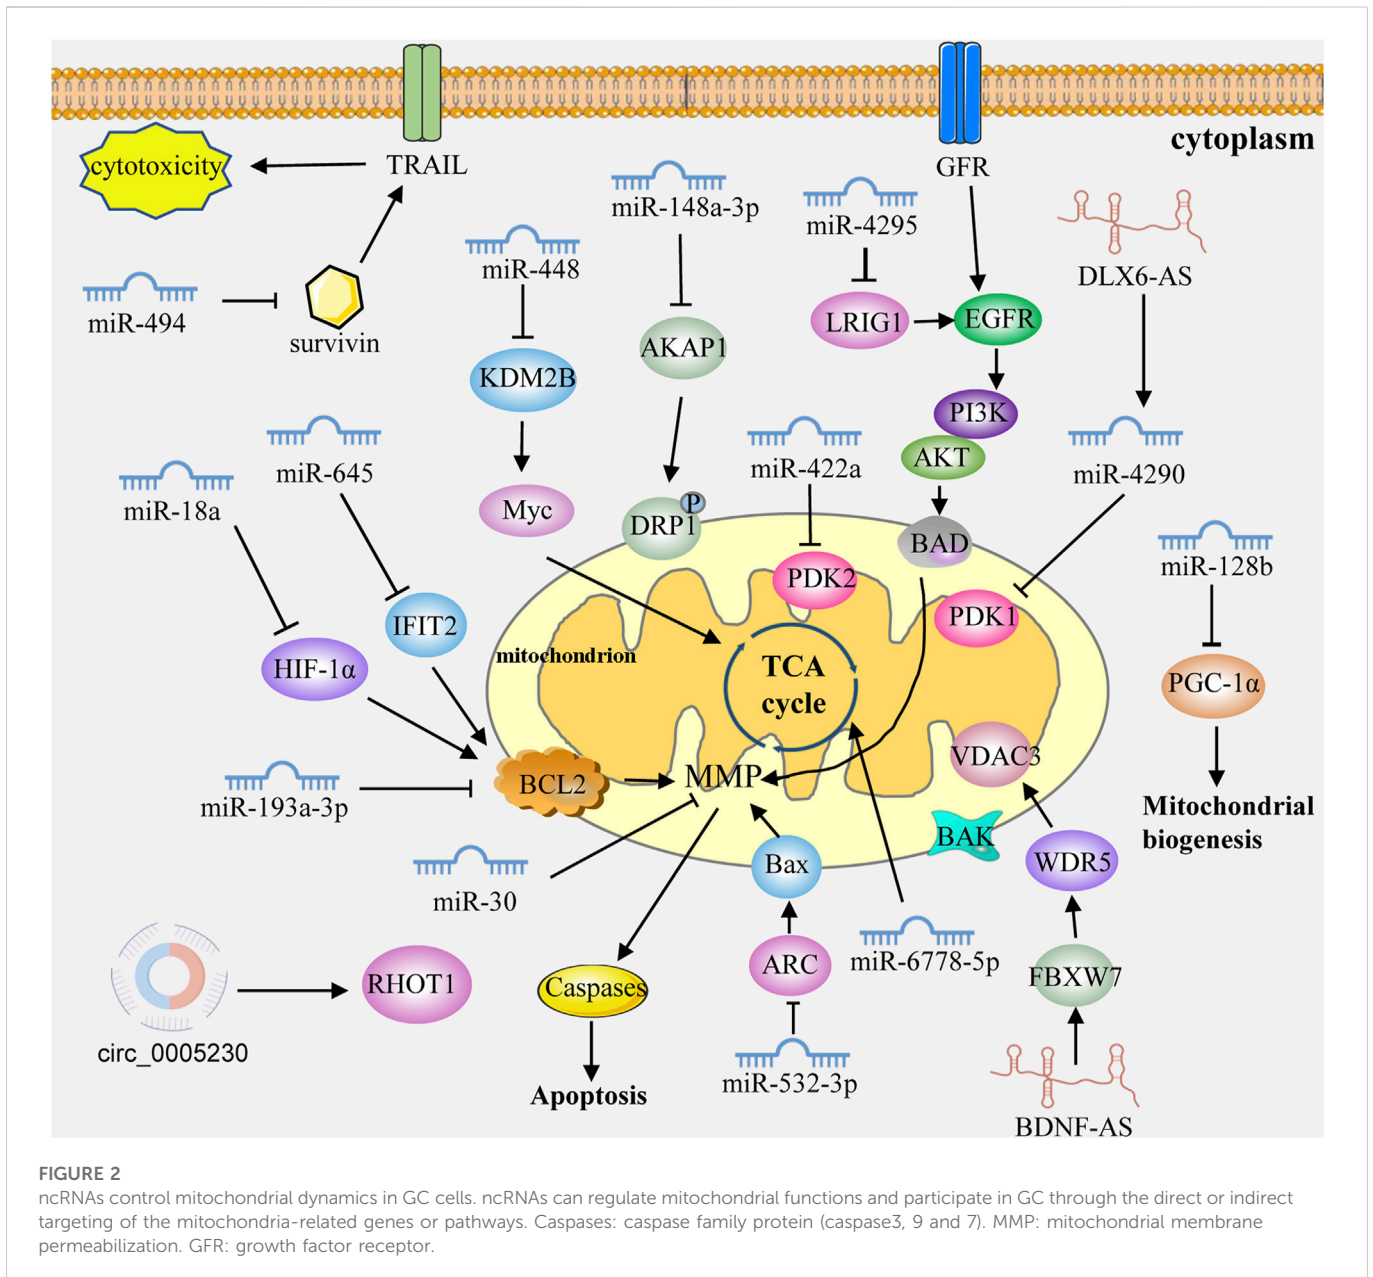 cytoplasm
cytotoxicity
TRAIL
GFR
miR-148a-3p
miR-4295
miR-448
DLX6-AS
miR-494
survivin
LRIG1
EGFR
AKAP1
KDM2B
PI3K
AKT
miR-645
miR-422a
miR-4290
miR-18a
Myc
P
DRP1
BAD
miR-128b
PDK2
PDK1
IFIT2
mitochondrion
HIF-1α
TCA
cycle
PGC-1α
VDAC3
BCL2
MMP
miR-193a-3p
Mitochondrial
biogenesis
BAK
WDR5
Bax
miR-30
miR-6778-5p
ARC
FBXW7
RHOT1
Caspases
circ_0005230
miR-532-3p
Apoptosis
BDNF-AS
FIGURE 2
ncRNAs control mitochondrial dynamics in GC cells. ncRNAs can regulate mitochondrial functions and participate in GC through the direct or indirect
targeting of the mitochondria-related genes or pathways. Caspases: caspase family protein (caspase3, 9 and 7). MMP: mitochondrial membrane
permeabilization. GFR: growth factor receptor.